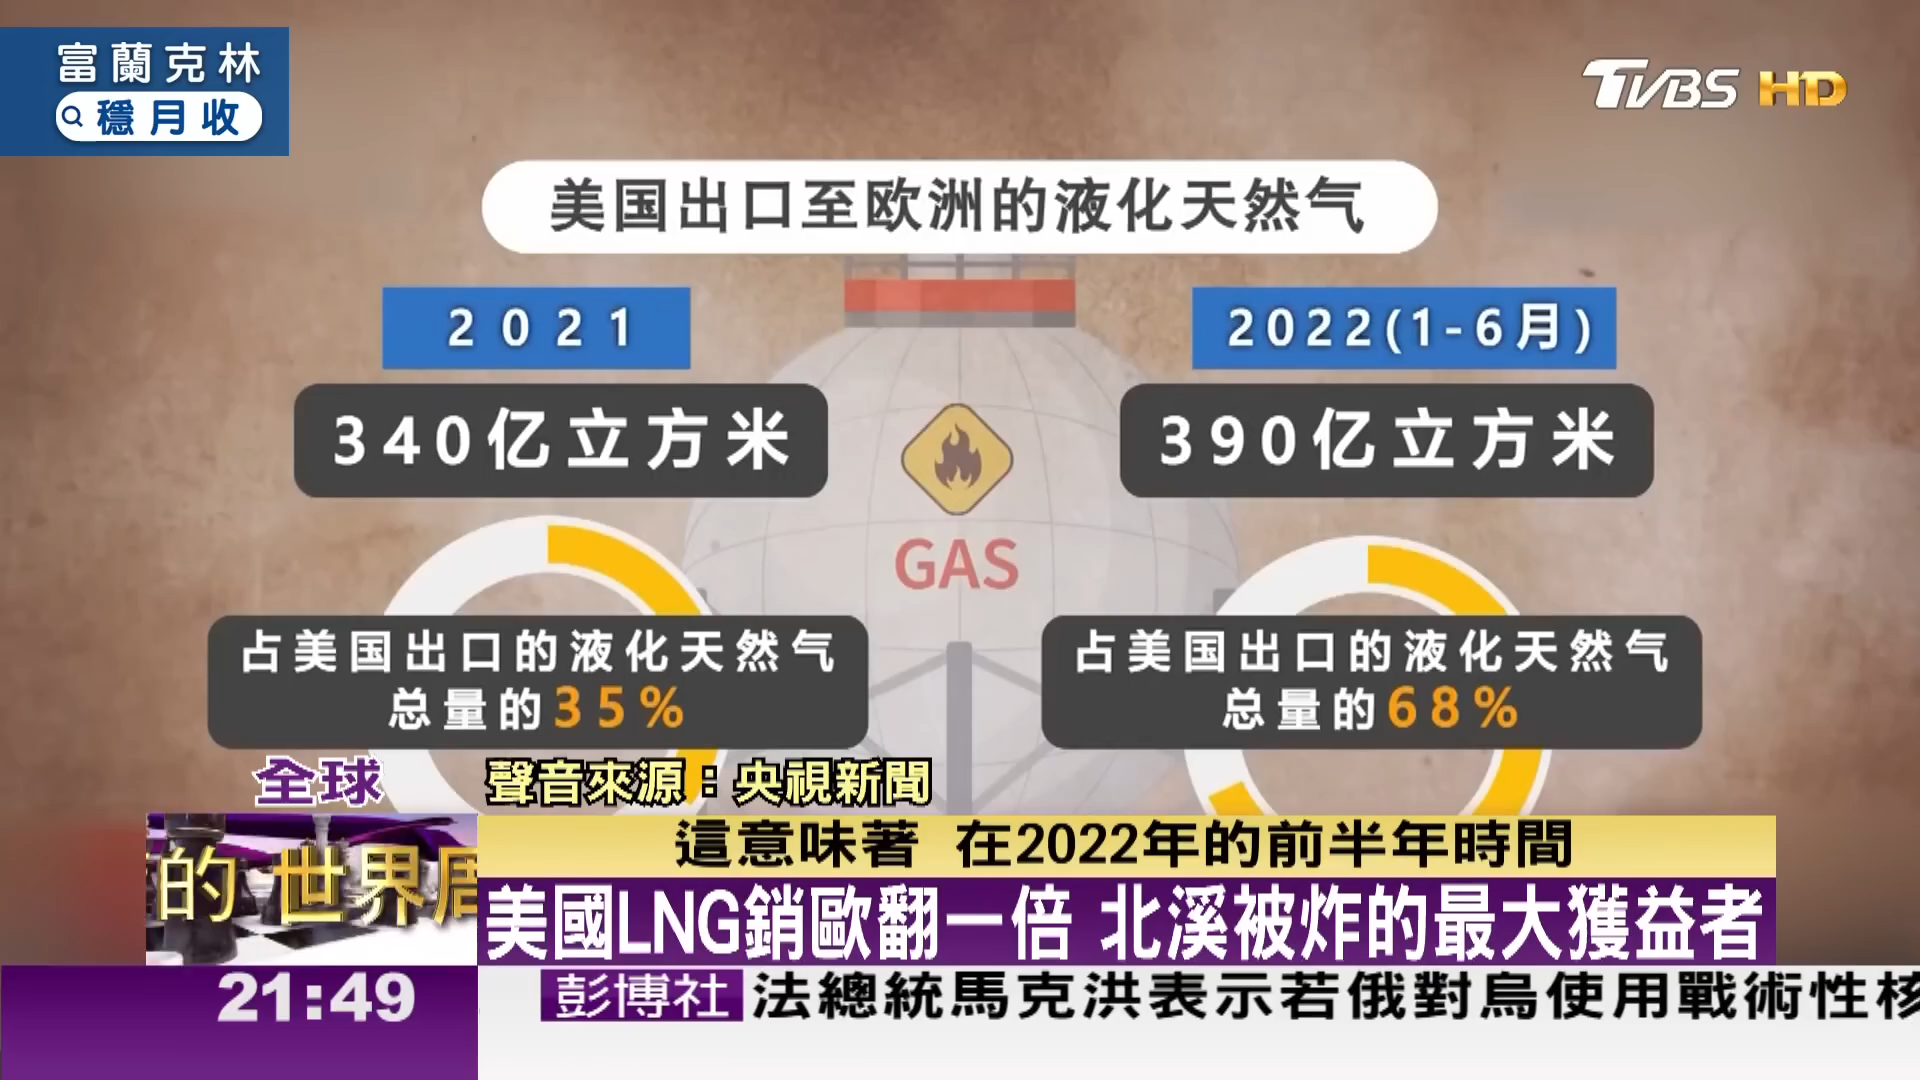 富蘭克林
穩月收
TVBS HD
美国出口至欧洲的液化天然气
2021
2022(1-6月)
340亿立方米
390亿立方米
GAS
占美国出口的液化天然气
总量的35%
占美国出口的液化天然气
总量的68%
全球
聲音來源：央視新聞
這意味著 在2022年的前半年時間
的 世界周
美國LNG銷歐翻一倍 北溪被炸的最大獲益者
21:49
彭博社 法總統馬克洪表示若俄對烏使用戰術性核